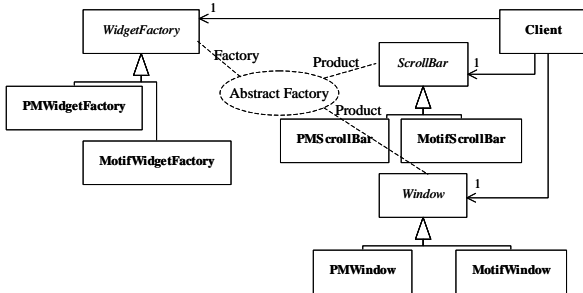 1
WidgetFactory
Client
Factory
Product
ScrollBar
1
Abstract Factory
PMWidgetFactory
Product
PMScrollBar
MotifScrollBar
MotifWidgetFactory
Window
1
PMWindow
MotifWindow